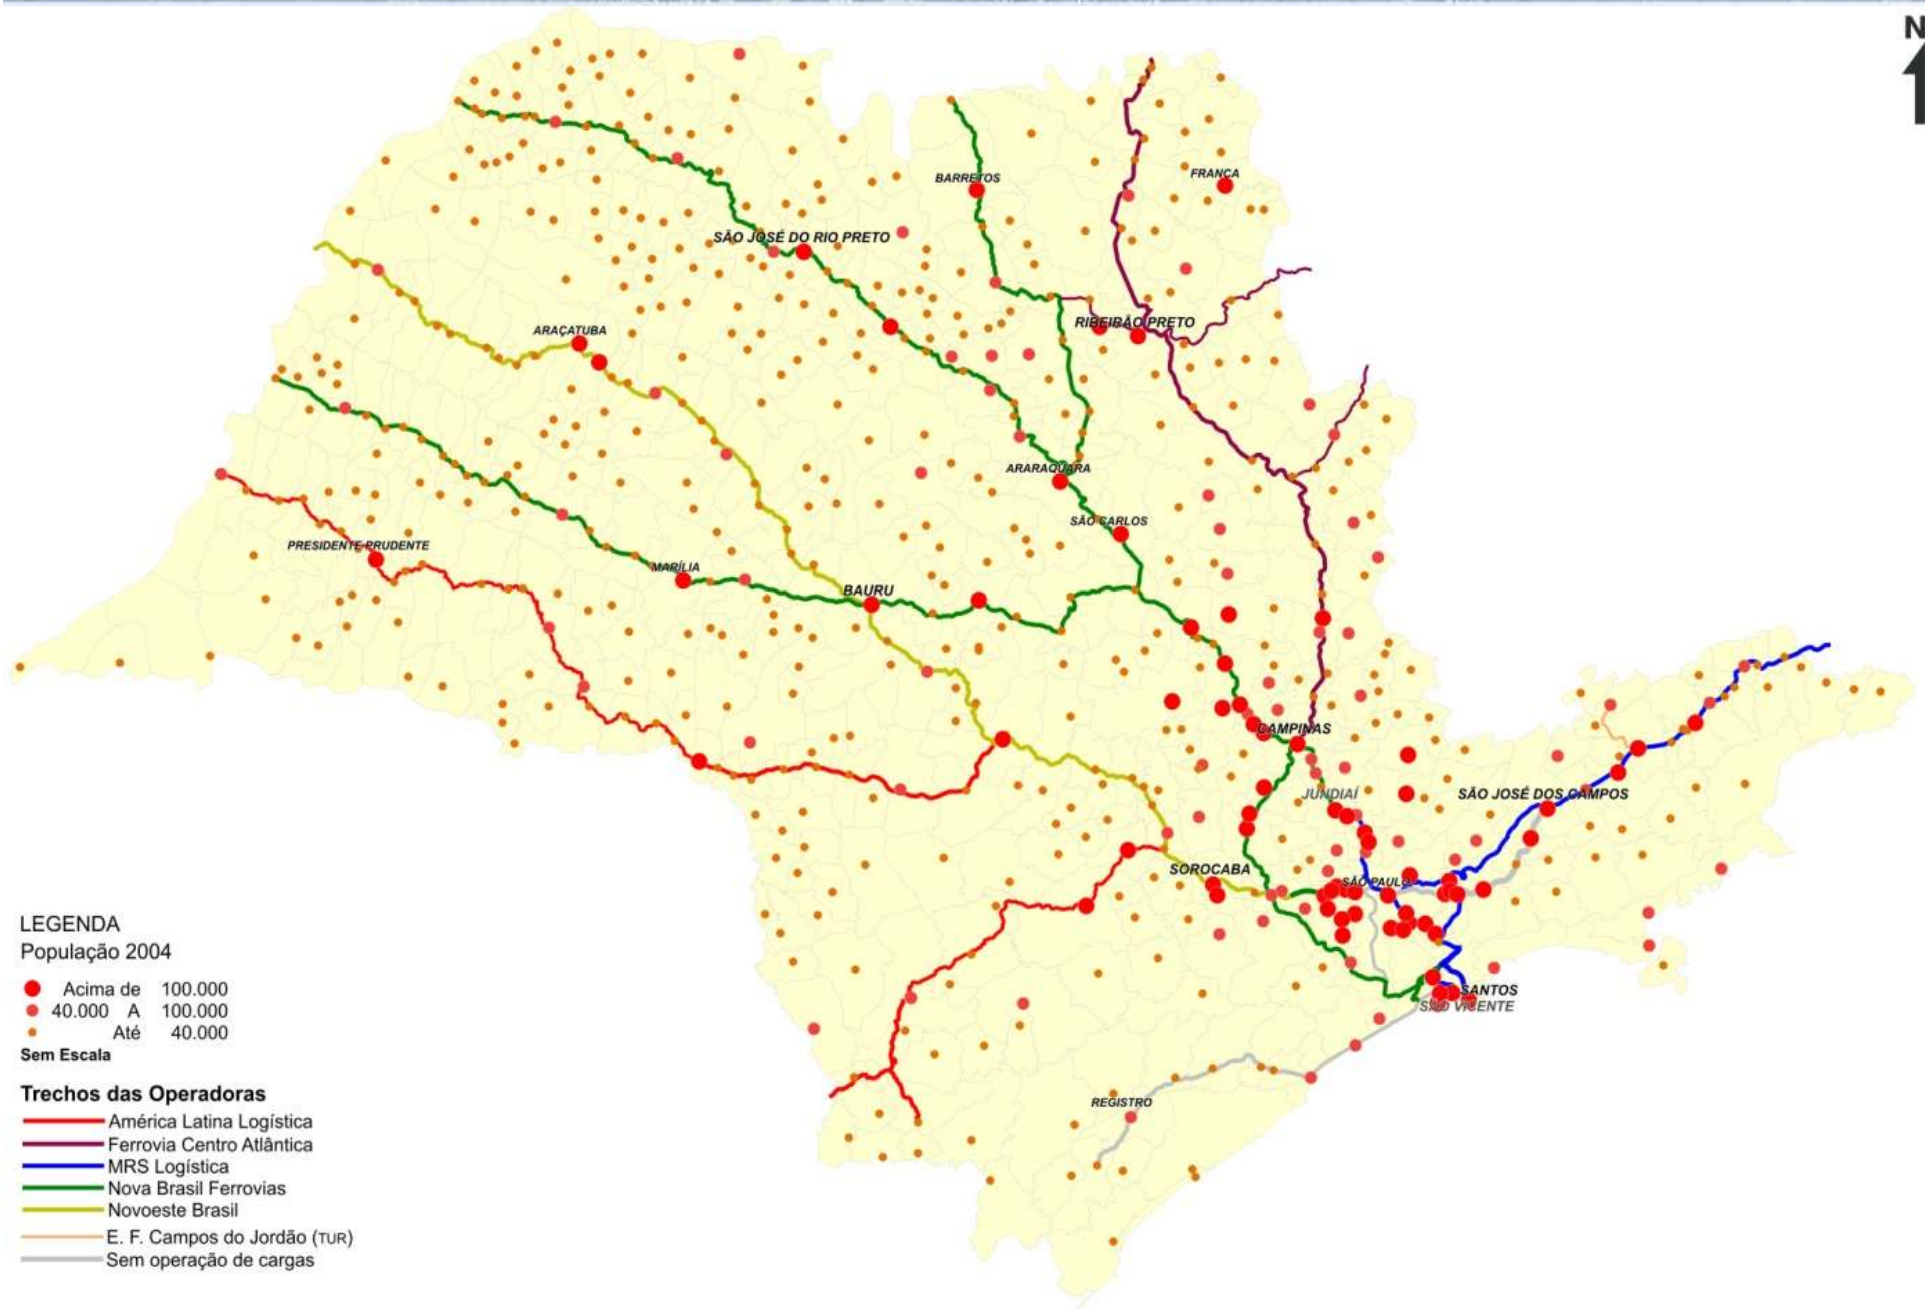 N
BARRETOS
FRANCA
SÃO JOSÉ DO RIO PRETO
ARAÇATUBA
RIBEIRÃO PRETO
ARARAQUARA
SÃO CARLOS
PRESIDENTE PRUDENTE
MARÍLIA
BAURU
CAMPINAS
JUNDIAÍ
SÃO JOSÉ DOS CAMPOS
SOROCABA
SÃO PAULO
SANTOS
SÃO VICENTE
REGISTRO
LEGENDA
População 2004
Acima de 100.000
40.000 A 100.000
Até 40.000
Sem Escala
Trechos das Operadoras
América Latina Logística
Ferrovia Centro Atlântica
MRS Logística
Nova Brasil Ferrovias
Novoeste Brasil
E. F. Campos do Jordão (TUR)
Sem operação de cargas